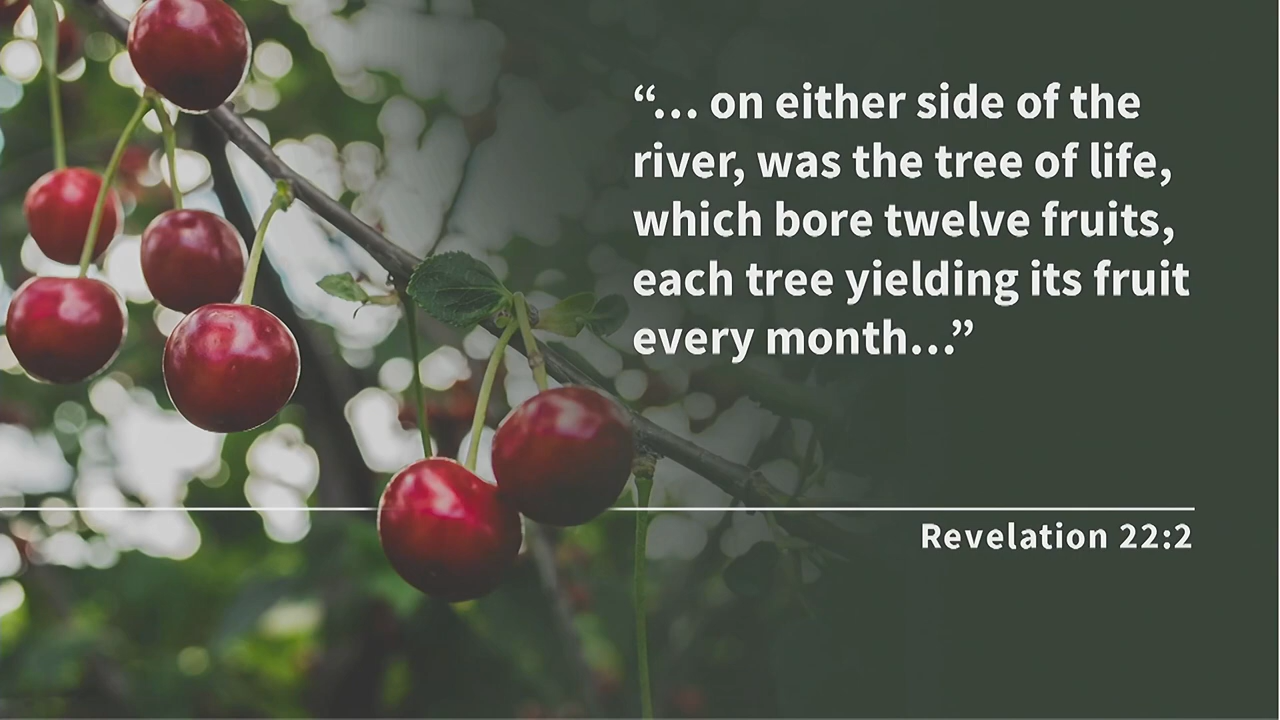 “... on either side of the
river, was the tree of life,
which bore twelve fruits,
each tree yielding its fruit
every month...”
Revelation 22:2